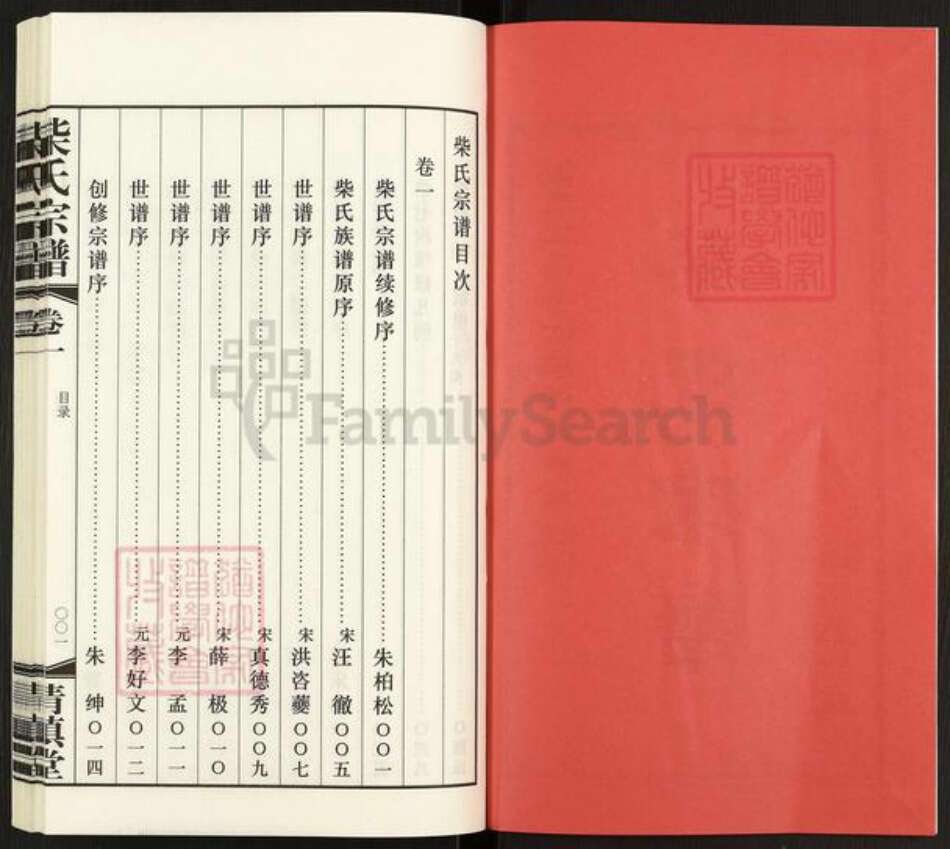 柴氏宗谱目次
卷一
柴氏宗谱续修序 朱柏松〇〇一
柴氏族谱原序 宋 汪 徹〇〇五
世谱序 宋 洪咨夔〇〇七
世谱序 宋 真德秀〇〇九
世谱序 宋 薛 极〇一〇
世谱序 元 李 孟〇一一
世谱序 元 李好文〇一二
创修宗谱序 朱 绅〇一四
柴氏宗谱
卷一
目录
〇〇一
清慎堂
FamilySearch